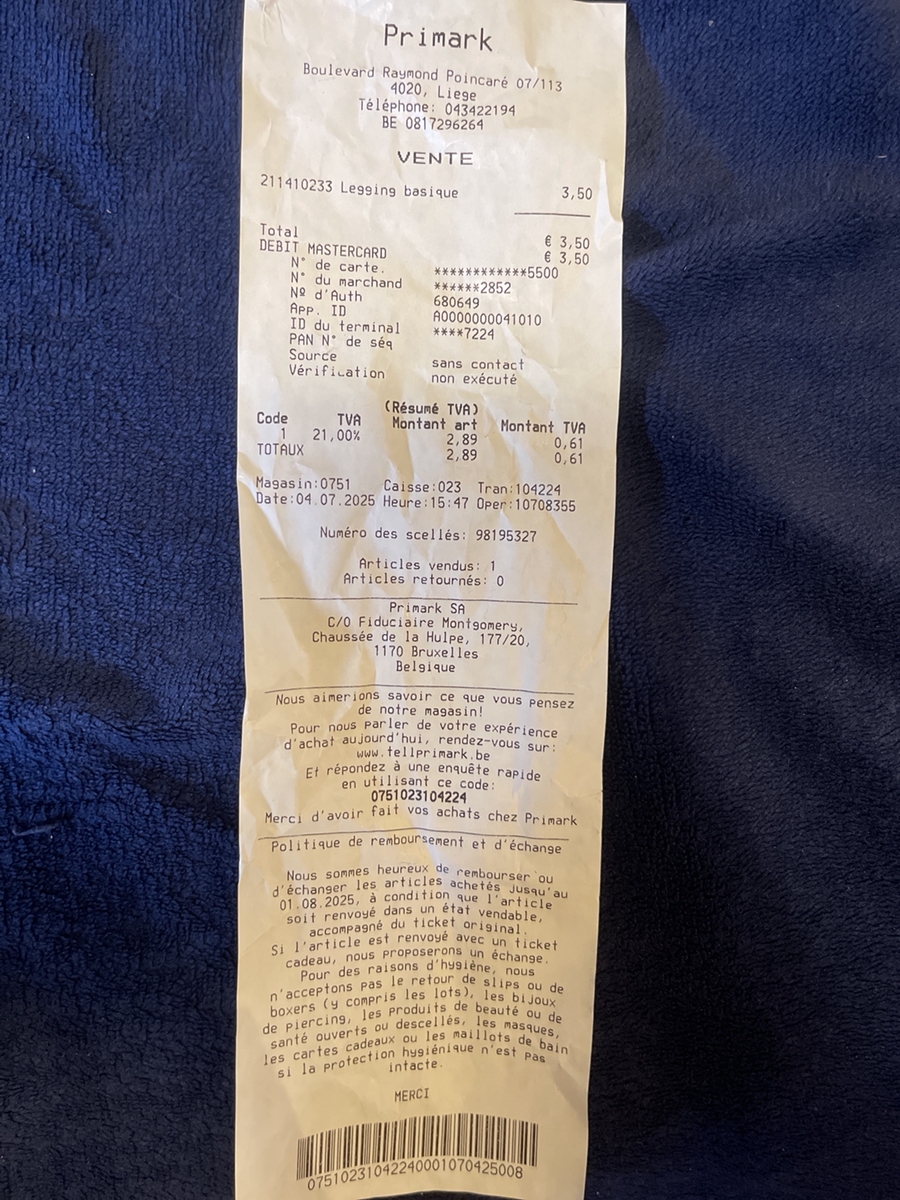 Primark
Boulevard Raymond Poincaré 07/113
4020, Liege
Téléphone: 043422194
BE 0817296264
VENTE
211410233 Legging basique 3,50
Total € 3,50
DEBIT MASTERCARD € 3,50
N° de carte. ************5500
N° du marchand ******2852
Nº d'Auth 680649
App. ID A0000000041010
ID du terminal ****7224
PAN N° de séq
Source sans contact
Vérification non exécuté
(Résumé TVA)
Code TVA Montant art Montant TVA
1 21,00% 2,89 0,61
TOTAUX 2,89 0,61
Magasin:0751 Caisse:023 Tran:104224
Date:04.07.2025 Heure:15:47 Oper:10708355
Numéro des scellés: 98195327
Articles vendus: 1
Articles retournés: 0
Primark SA
C/O Fiduciaire Montgomery,
Chaussée de la Hulpe, 177/20,
1170 Bruxelles
Belgique
Nous aimerions savoir ce que vous pensez
de notre magasin!
Pour nous parler de votre expérience
d'achat aujourd'hui, rendez-vous sur:
www.tellprimark.be
Et répondez à une enquête rapide
en utilisant ce code:
0751023104224
Merci d'avoir fait vos achats chez Primark
Politique de remboursement et d'échange
Nous sommes heureux de rembourser ou
d'échanger les articles achetés jusqu'au
01.08.2025, à condition que l'article
soit renvoyé dans un état vendable,
accompagné du ticket original.
Si l'article est renvoyé avec un ticket
cadeau, nous proposerons un échange.
Pour des raisons d'hygiène, nous
n'acceptons pas le retour de slips ou de
boxers (y compris les lots), les bijoux
de piercing, les produits de beauté ou de
santé ouverts ou descellés, les masques,
les cartes cadeaux ou les maillots de bain
si la protection hygiénique n'est pas
intacte.
MERCI
07510231042240001070425008